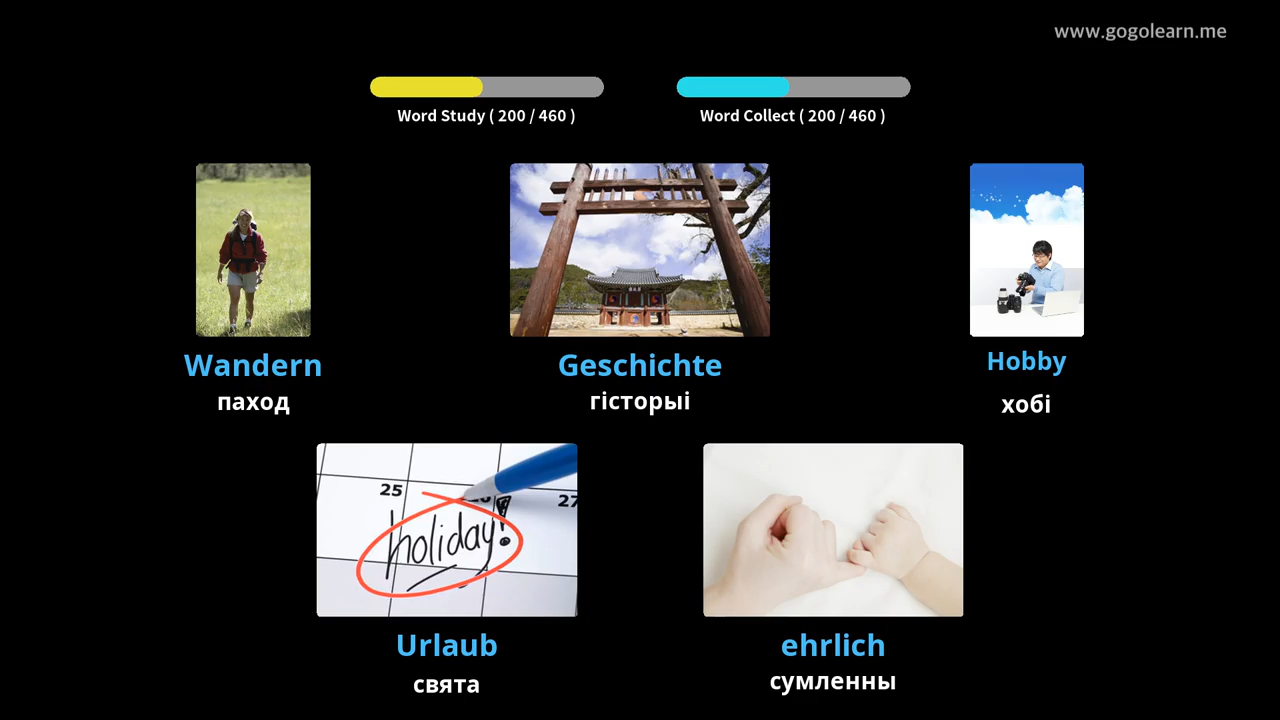 www.gogolearn.me
Word Study ( 200 / 460 )
Word Collect ( 200 / 460 )
Wandern
паход
Geschichte
гісторыі
Hobby
хобі
25
27
holiday!
Urlaub
свята
ehrlich
сумленны